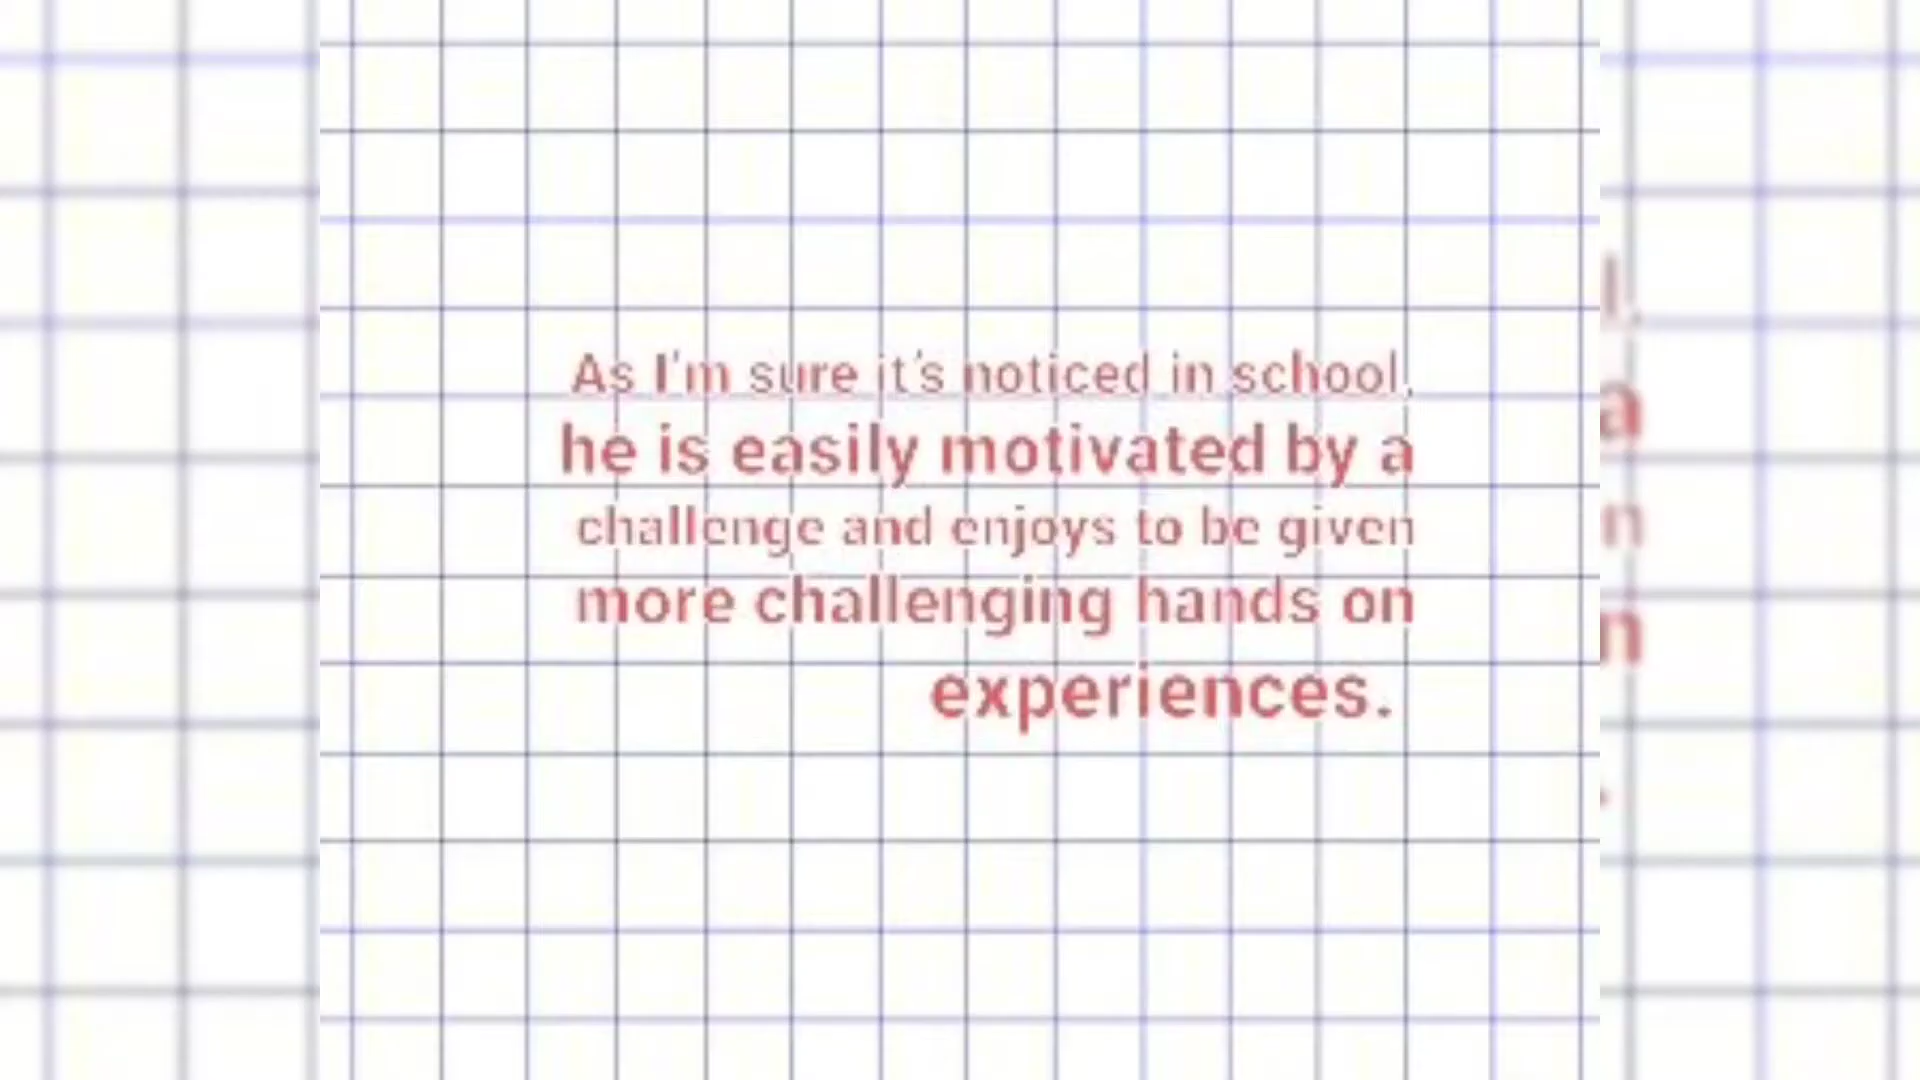 As I'm sure it's noticed in school,
he is easily motivated by a
challenge and enjoys to be given
more challenging hands on
experiences.